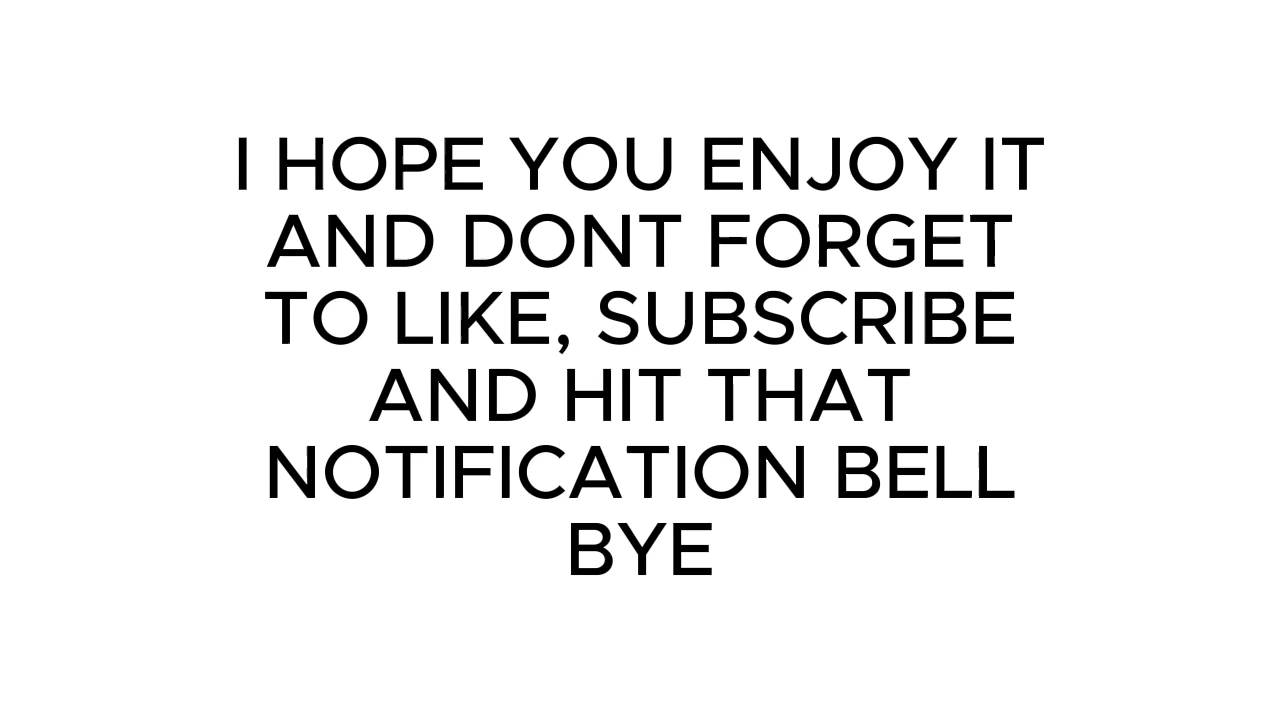 I HOPE YOU ENJOY IT
AND DONT FORGET
TO LIKE, SUBSCRIBE
AND HIT THAT
NOTIFICATION BELL
BYE